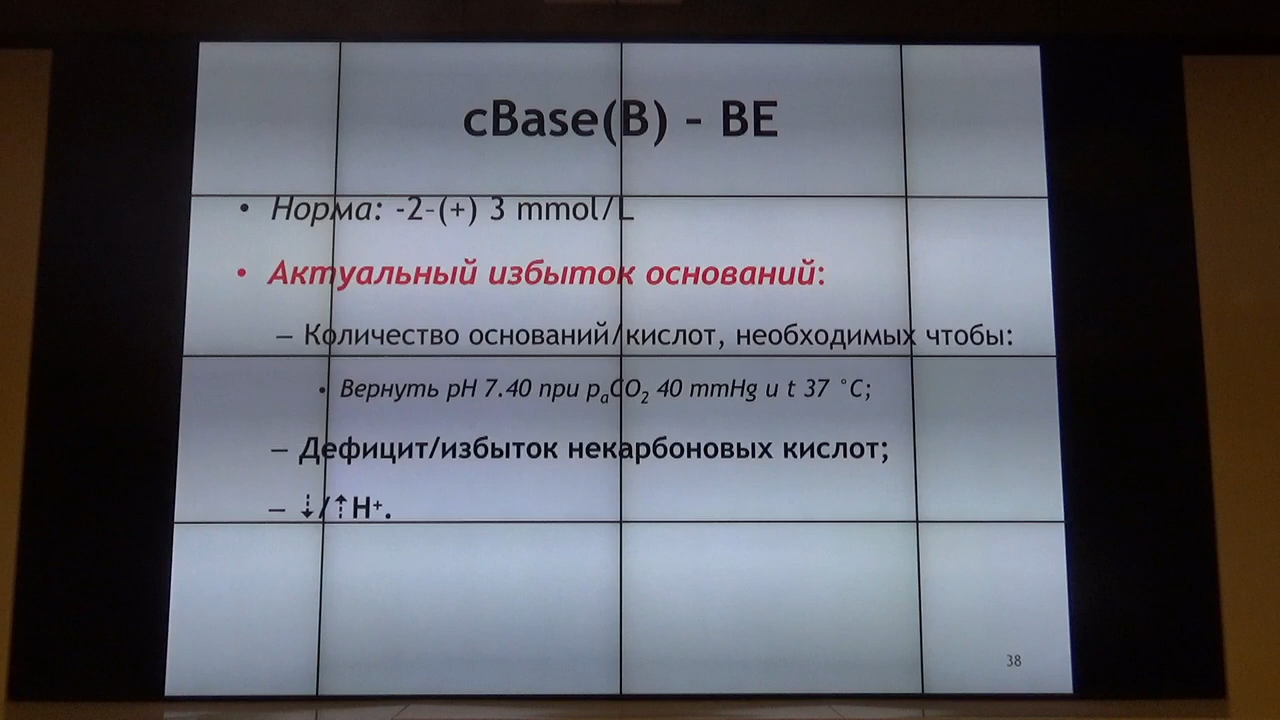 cBase(B) - BE
• Норма: -2-(+) 3 mmol/L
• Актуальный избыток оснований:
– Количество оснований/кислот, необходимых чтобы:
• Вернуть pH 7.40 при pₐCO₂ 40 mmHg и t 37 °C;
– Дефицит/избыток некарбоновых кислот;
– ⇣/⇡H⁺.
38